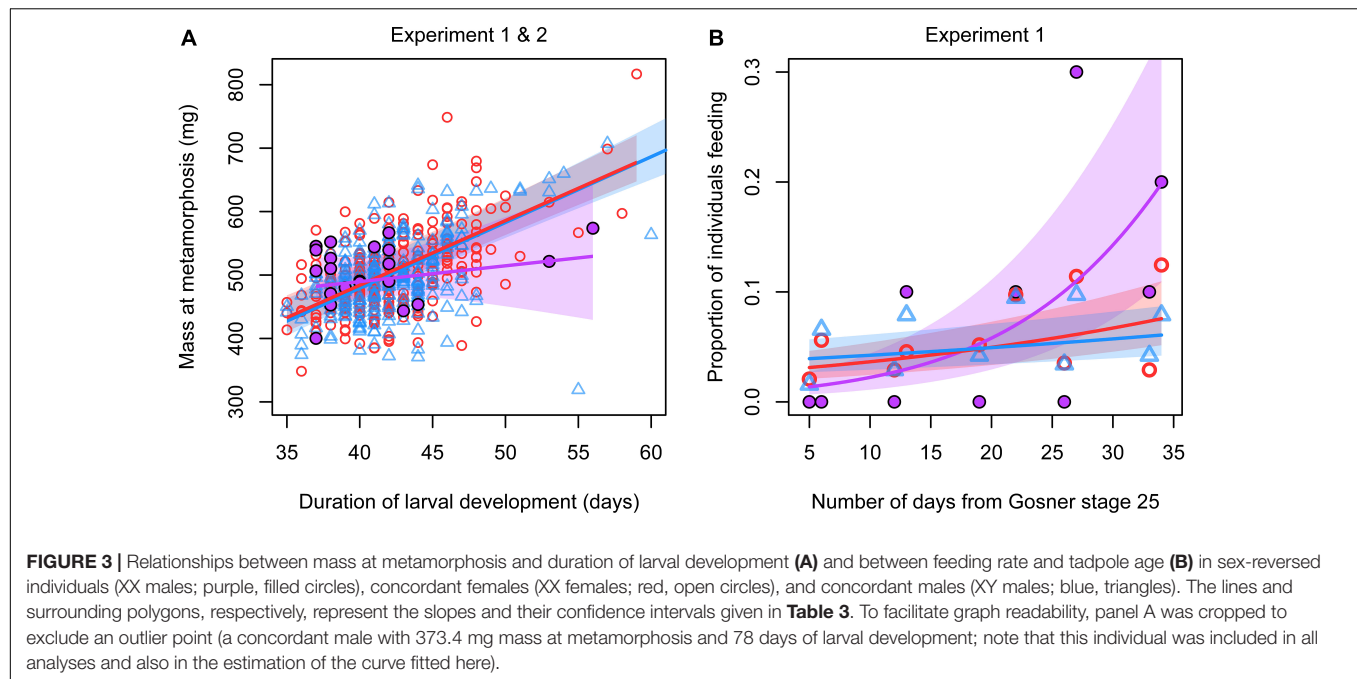 A
Experiment 1 & 2
Mass at metamorphosis (mg)
800
700
600
500
400
300
35
40
45
50
55
60
Duration of larval development (days)
B
Experiment 1
Proportion of individuals feeding
0.3
0.2
0.1
0.0
5
10
15
20
25
30
35
Number of days from Gosner stage 25
FIGURE 3 | Relationships between mass at metamorphosis and duration of larval development (A) and between feeding rate and tadpole age (B) in sex-reversed
individuals (XX males; purple, filled circles), concordant females (XX females; red, open circles), and concordant males (XY males; blue, triangles). The lines and
surrounding polygons, respectively, represent the slopes and their confidence intervals given in Table 3. To facilitate graph readability, panel A was cropped to
exclude an outlier point (a concordant male with 373.4 mg mass at metamorphosis and 78 days of larval development; note that this individual was included in all
analyses and also in the estimation of the curve fitted here).